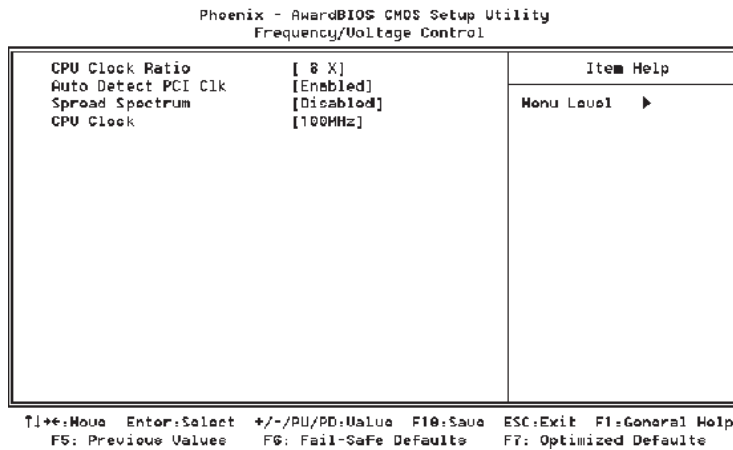 Phoenix - AwardBIOS CMOS Setup Utility
Frequency/Voltage Control
CPU Clock Ratio [ 8 X]
Auto Detect PCI Clk [Enabled]
Spread Spectrum [Disabled]
CPU Clock [100MHz]
Item Help
Menu Level ▶
↑↓→←:Move Enter:Select +/-/PU/PD:Value F10:Save ESC:Exit F1:General Help
F5: Previous Values F6: Fail-Safe Defaults F7: Optimized Defaults